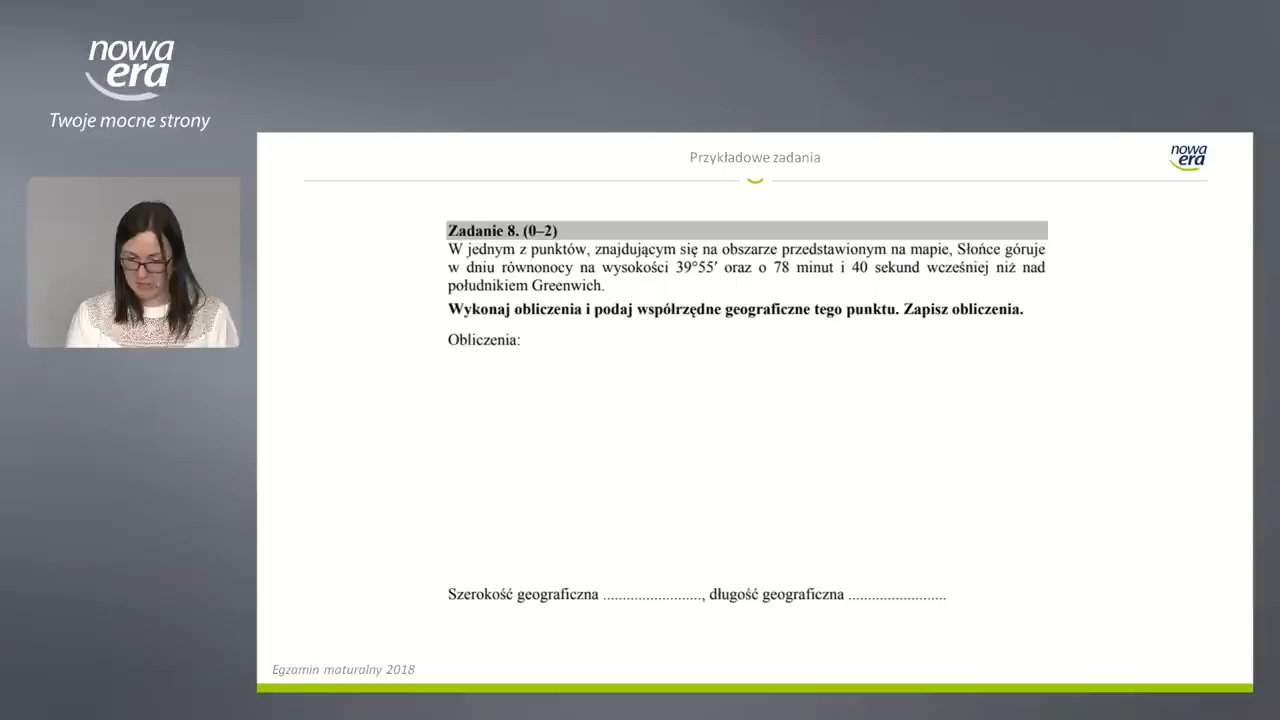 nowa
era
Twoje mocne strony
Przykładowe zadania
nowa
era
Zadanie 8. (0–2)
W jednym z punktów, znajdującym się na obszarze przedstawionym na mapie, Słońce góruje
w dniu równonocy na wysokości 39°55′ oraz o 78 minut i 40 sekund wcześniej niż nad
południkiem Greenwich.
Wykonaj obliczenia i podaj współrzędne geograficzne tego punktu. Zapisz obliczenia.
Obliczenia:
Szerokość geograficzna ........................., długość geograficzna .........................
Egzamin maturalny 2018